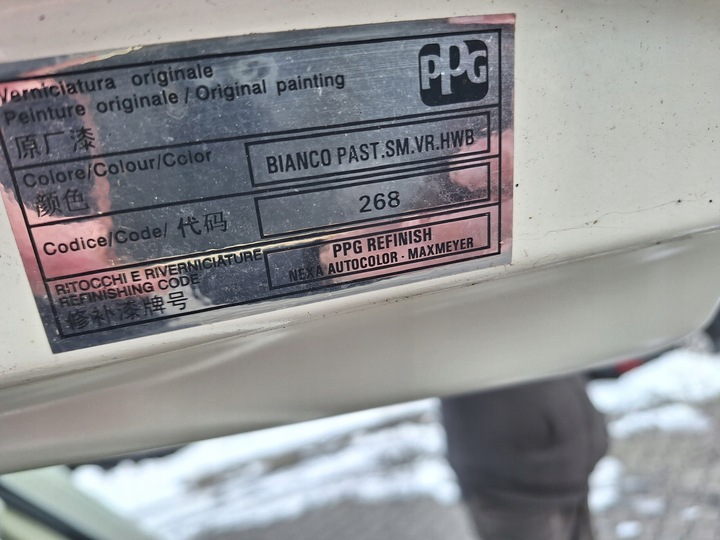 Verniciatura originale
Peinture originale / Original painting
原厂漆
PPG
Colore/Colour/Color
颜色
BIANCO PAST.SM.VR.HWB
Codice/Code/ 代码
268
RITOCCHI E RIVERNICIATURE
REFINISHING CODE
修补漆牌号
PPG REFINISH
NEXA AUTOCOLOR - MAXMEYER